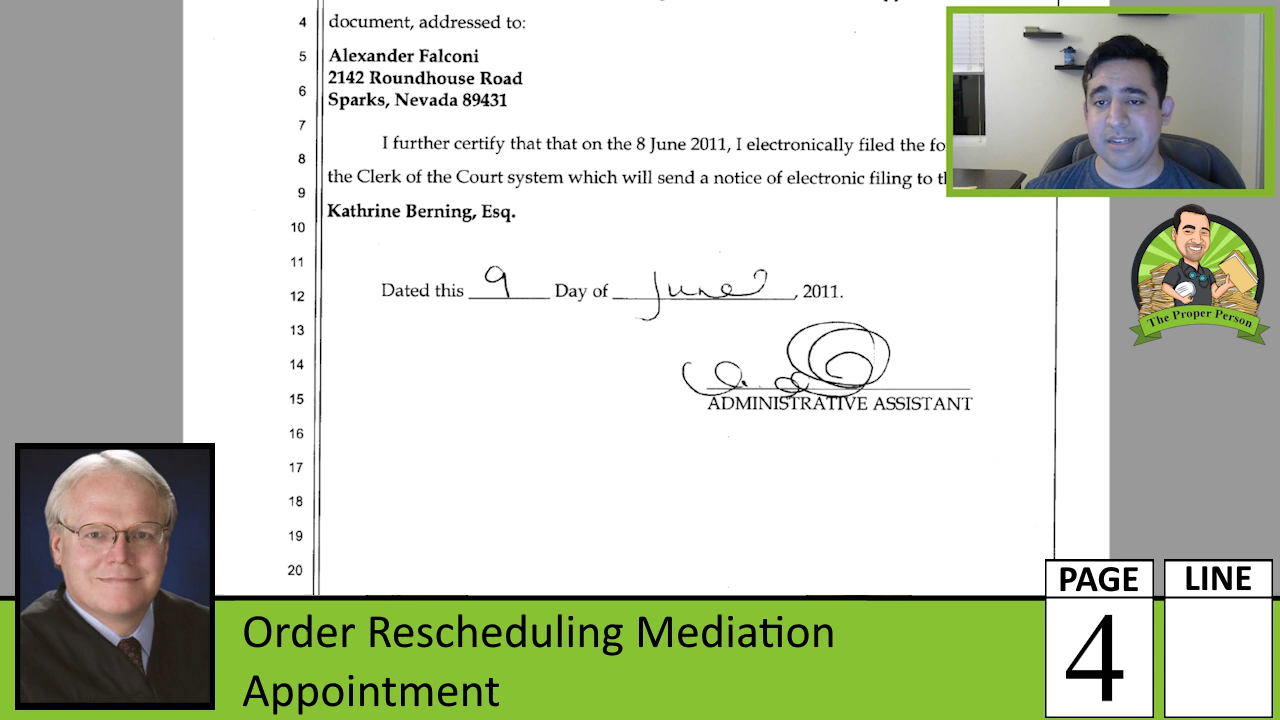 4 document, addressed to:
5 Alexander Falconi
2142 Roundhouse Road
6 Sparks, Nevada 89431
7
8 I further certify that that on the 8 June 2011, I electronically filed the fo
9 the Clerk of the Court system which will send a notice of electronic filing to th
10 Kathrine Berning, Esq.
11
12 Dated this 9 Day of June, 2011.
13
14
15 ADMINISTRATIVE ASSISTANT
16
17
18
19
20
The Proper Person
PAGE LINE
4
Order Rescheduling Mediation
Appointment